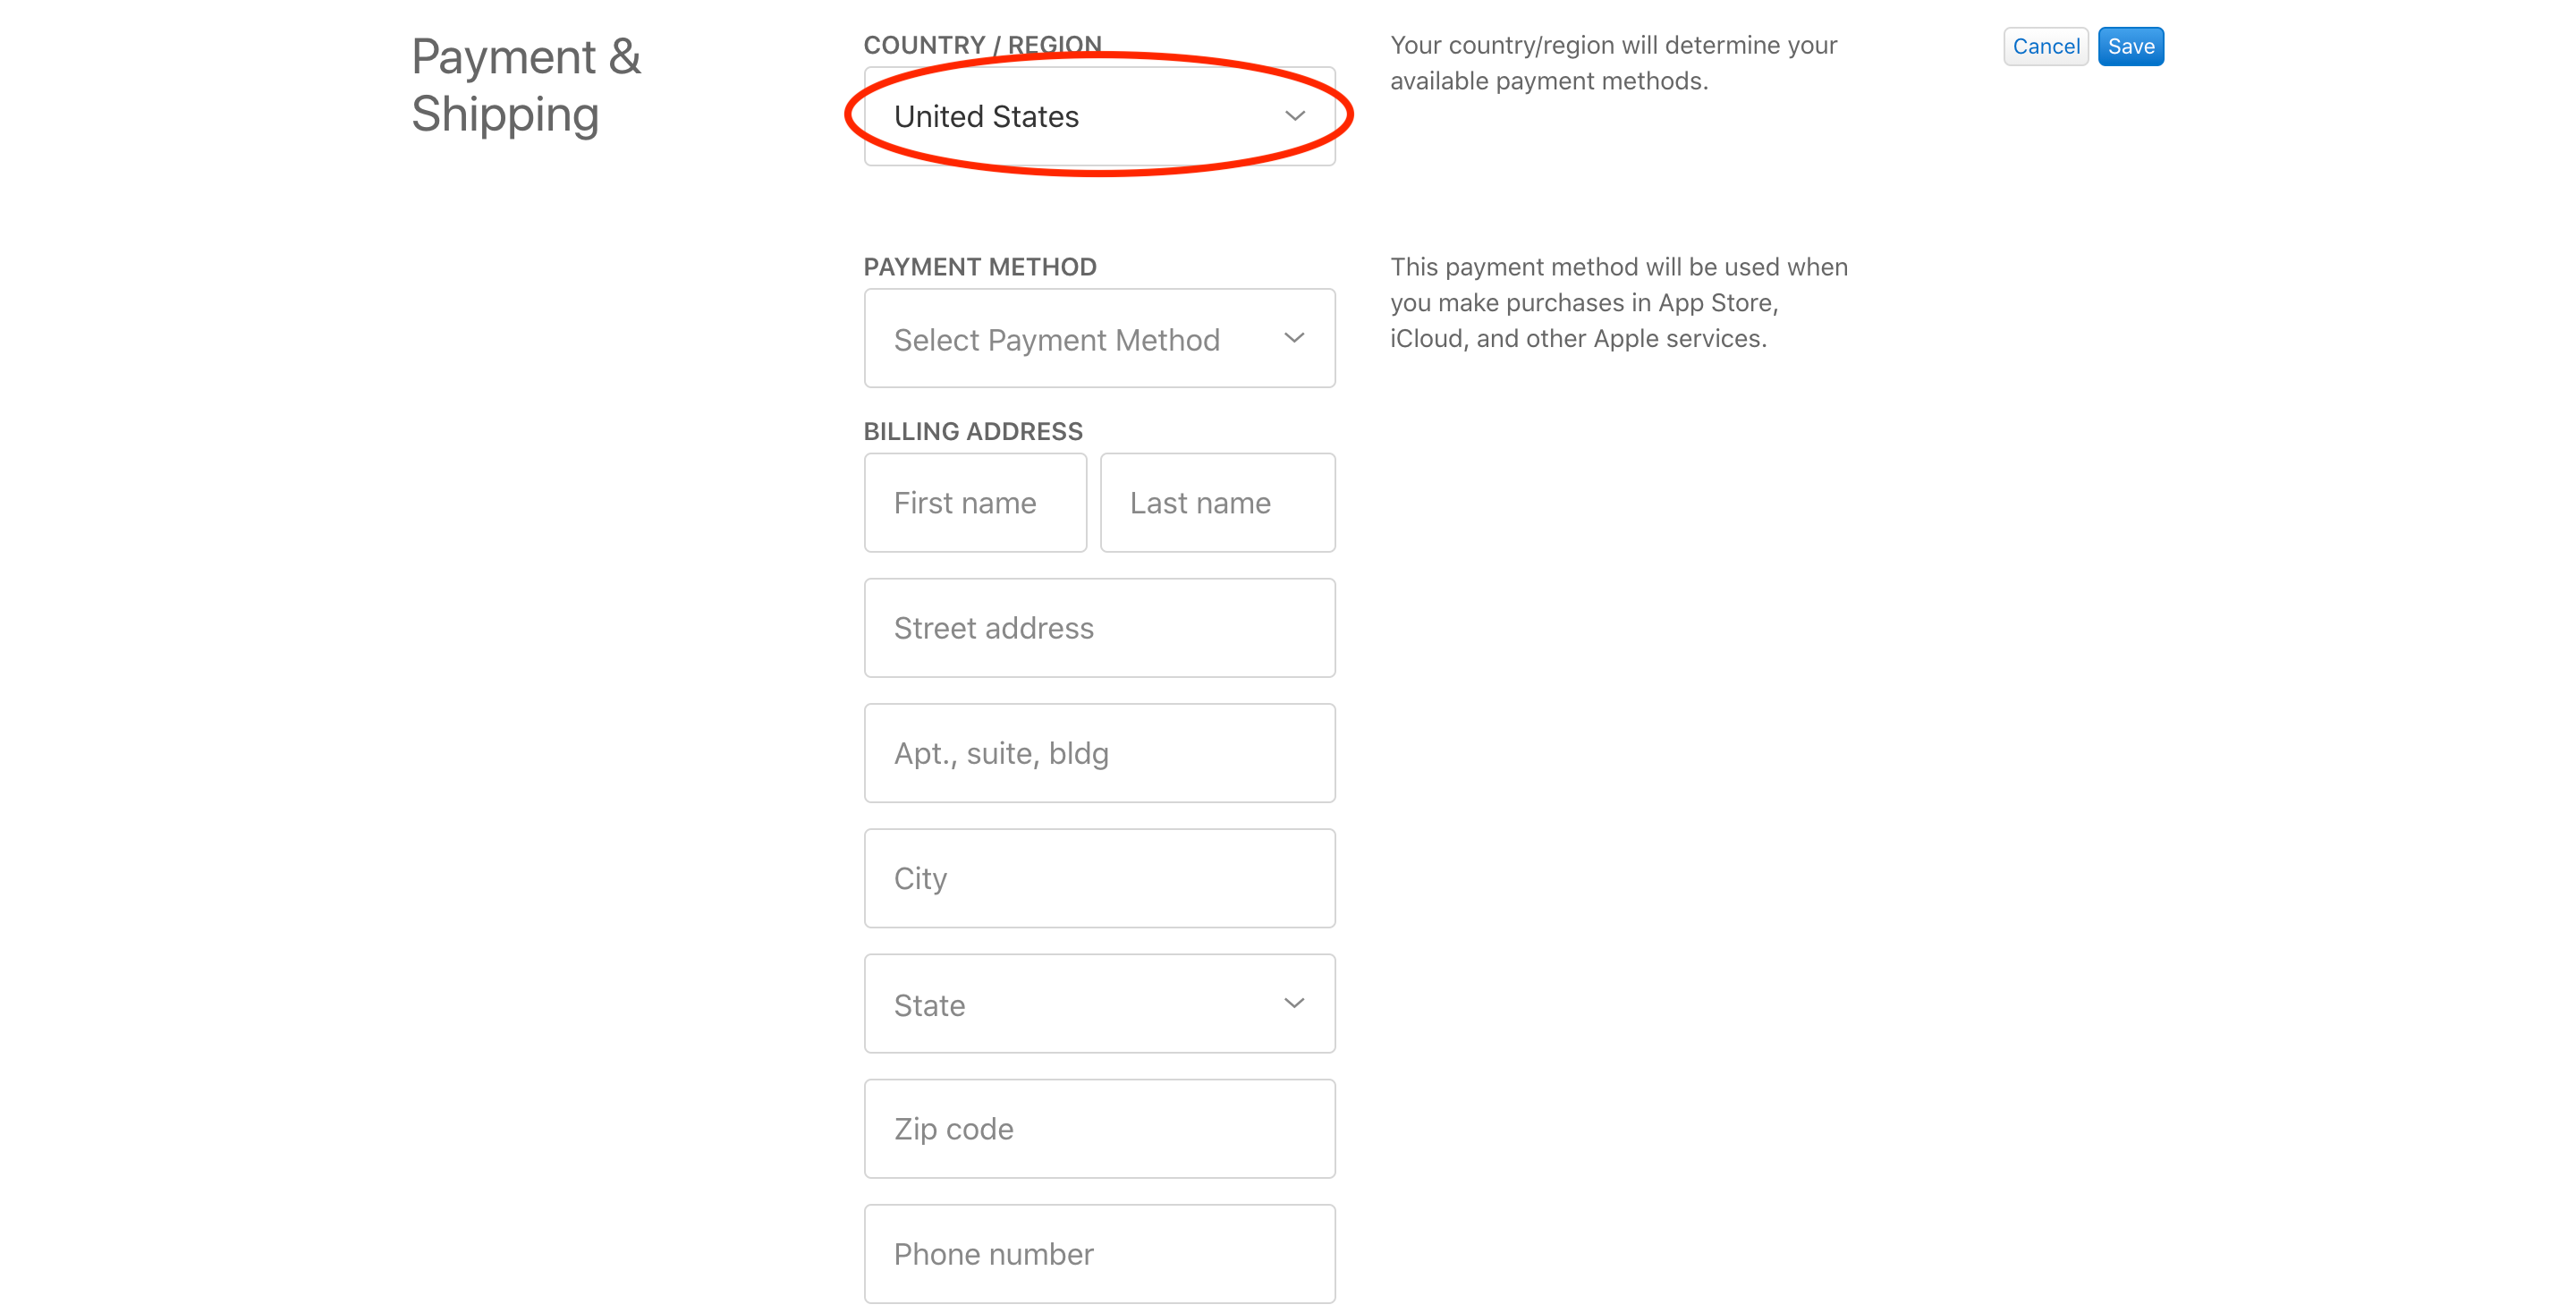 Payment &
Shipping
COUNTRY / REGION
United States
Your country/region will determine your
available payment methods.
Cancel
Save
PAYMENT METHOD
Select Payment Method
This payment method will be used when
you make purchases in App Store,
iCloud, and other Apple services.
BILLING ADDRESS
First name
Last name
Street address
Apt., suite, bldg
City
State
Zip code
Phone number